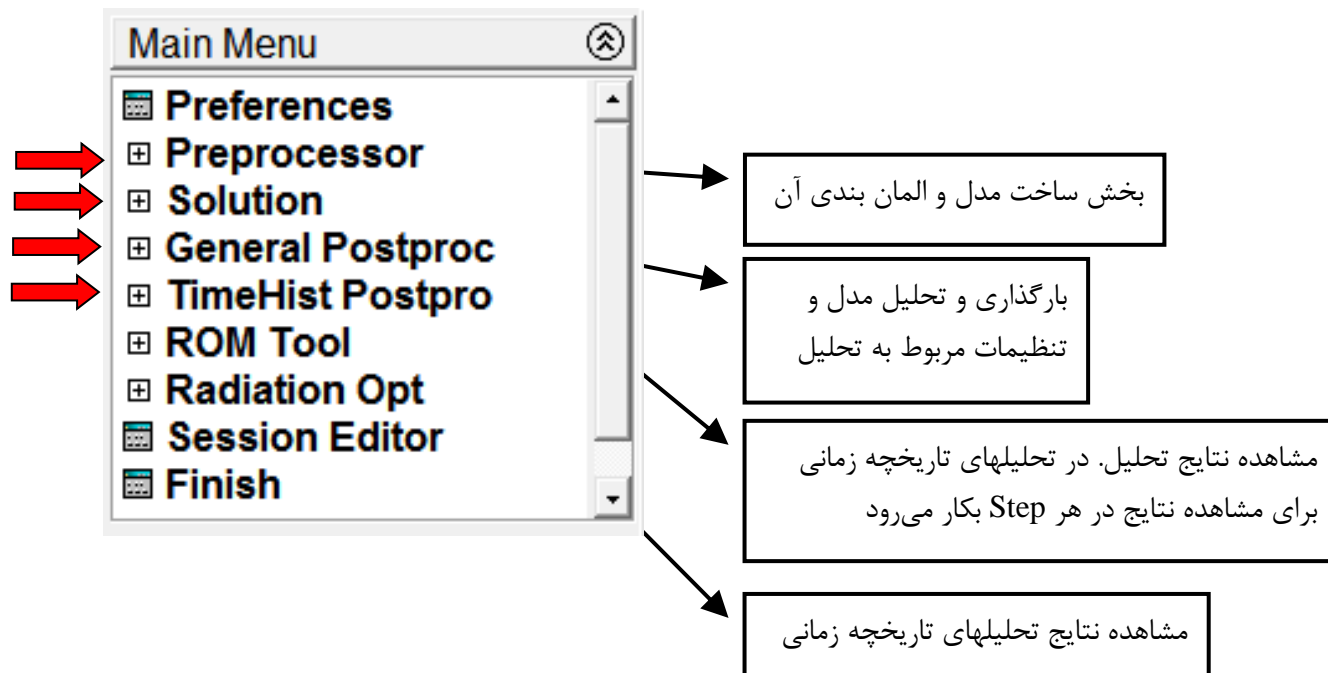 Main Menu
Preferences
Preprocessor
Solution
General Postproc
TimeHist Postpro
ROM Tool
Radiation Opt
Session Editor
Finish
بخش ساخت مدل و المان بندی آن
بارگذاری و تحلیل مدل و
تنظیمات مربوط به تحلیل
مشاهده نتایج تحلیل. در تحلیلهای تاریخچه زمانی
برای مشاهده نتایج در هر Step بکار می‌رود
مشاهده نتایج تحلیلهای تاریخچه زمانی